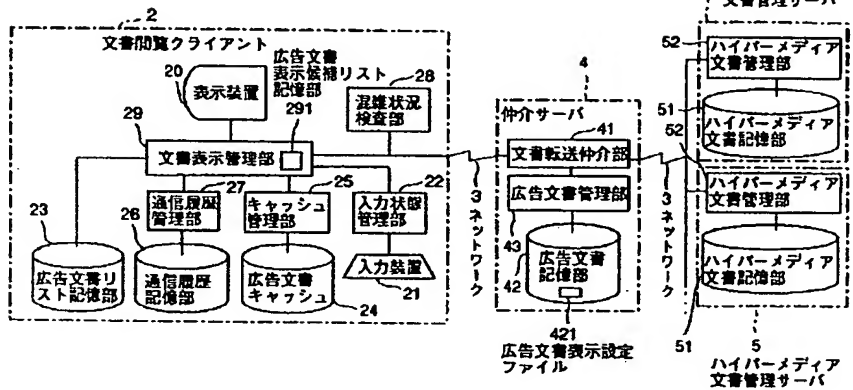 2
文書閲覧クライアント
広告文書
表示候補リスト
記憶部
20
表示装置
28
混雑状況
検査部
29
291
文書表示管理部
23
27
通信履歴
管理部
25
キャッシュ
管理部
22
入力状態
管理部
26
広告文書リ
スト記憶部
通信履歴
記憶部
広告文書
キャッシュ
24
入力装置
21
3 ネットワーク
4
仲介サーバ
41
文書転送仲介部
広告文書管理部
43
42
広告文書
記憶部
421
広告文書表示設定
ファイル
3 ネットワーク
文書管理サーバ
52
ハイパーメディア
文書管理部
51
ハイパーメディア
文書記憶部
52
ハイパーメディア
文書管理部
ハイパーメディア
文書記憶部
51
5
ハイパーメディア
文書管理サーバ